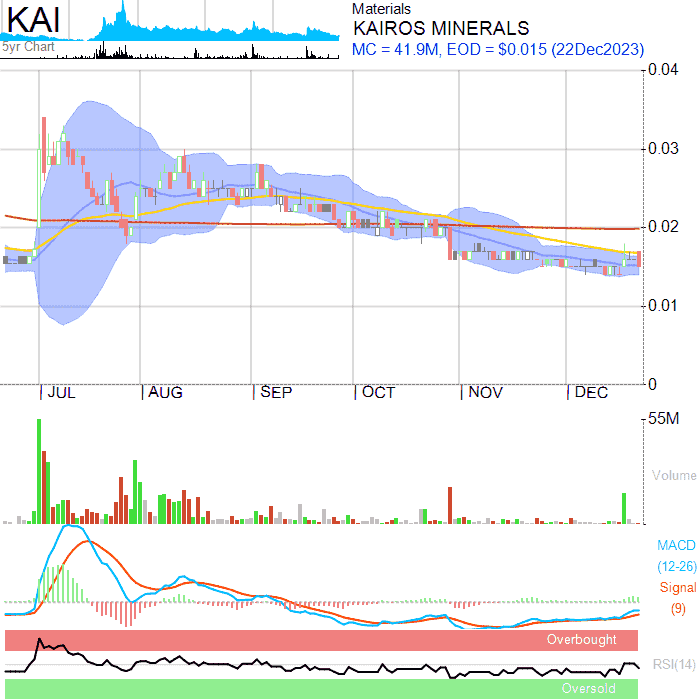 KAI
5yr Chart
Materials
KAIROS MINERALS
MC = 41.9M, EOD = $0.015 (22Dec2023)
0.04
0.03
0.02
0.01
0
JUL AUG SEP OCT NOV DEC
55M
Volume
MACD
(12-26)
Signal
(9)
Overbought
RSI(14)
Oversold